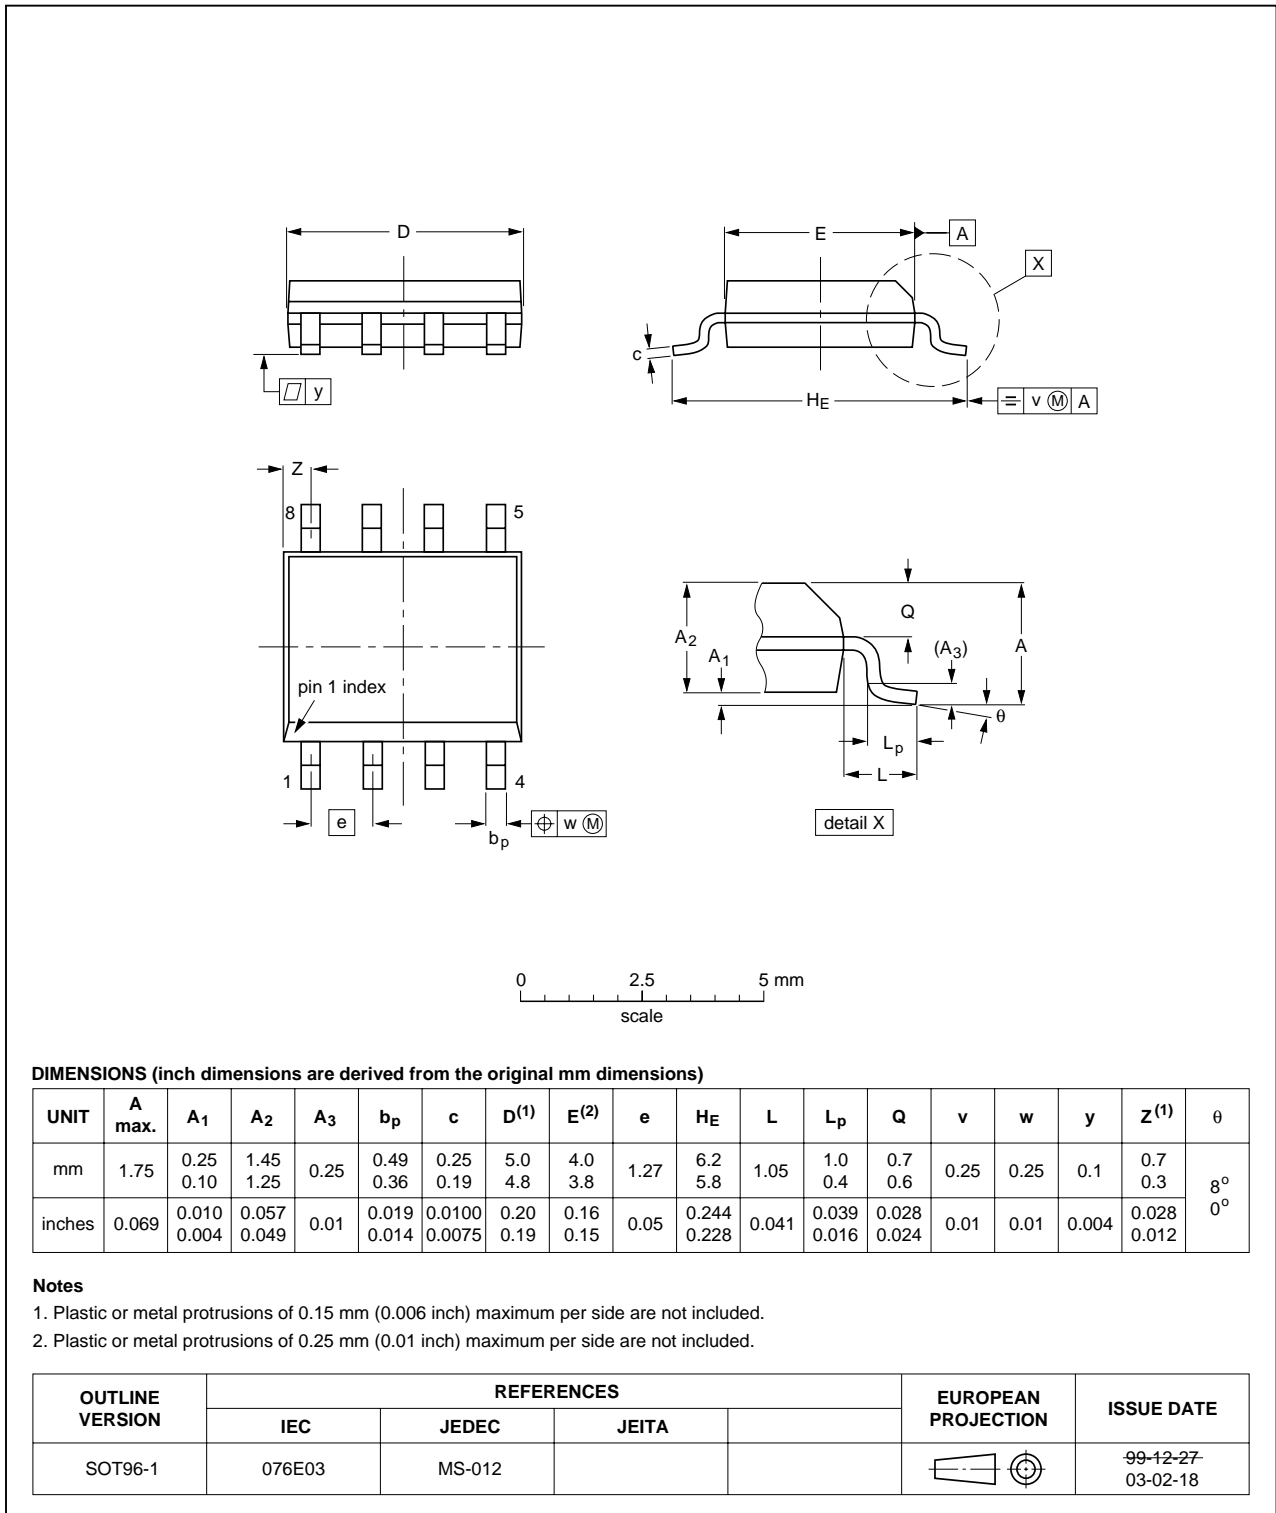 D
E
A
X
y
c
HE
v M A
Z
8
5
pin 1 index
1
4
e
bp
w M
A2
A1
Q
(A3)
A
θ
Lp
L
detail X
0 2.5 5 mm
scale
DIMENSIONS (inch dimensions are derived from the original mm dimensions)
UNIT A max. A1 A2 A3 bp c D(1) E(2) e HE L Lp Q v w y Z(1) θ
mm 1.75 0.25 0.10 1.45 1.25 0.25 0.49 0.36 0.25 0.19 5.0 4.8 4.0 3.8 1.27 6.2 5.8 1.05 1.0 0.4 0.7 0.6 0.25 0.25 0.1 0.7 0.3 8° 0°
inches 0.069 0.010 0.004 0.057 0.049 0.01 0.019 0.014 0.0100 0.0075 0.20 0.19 0.16 0.15 0.05 0.244 0.228 0.041 0.039 0.016 0.028 0.024 0.01 0.01 0.004 0.028 0.012
Notes
1. Plastic or metal protrusions of 0.15 mm (0.006 inch) maximum per side are not included.
2. Plastic or metal protrusions of 0.25 mm (0.01 inch) maximum per side are not included.
OUTLINE VERSION REFERENCES EUROPEAN PROJECTION ISSUE DATE
IEC JEDEC JEITA
SOT96-1 076E03 MS-012 99-12-27
03-02-18